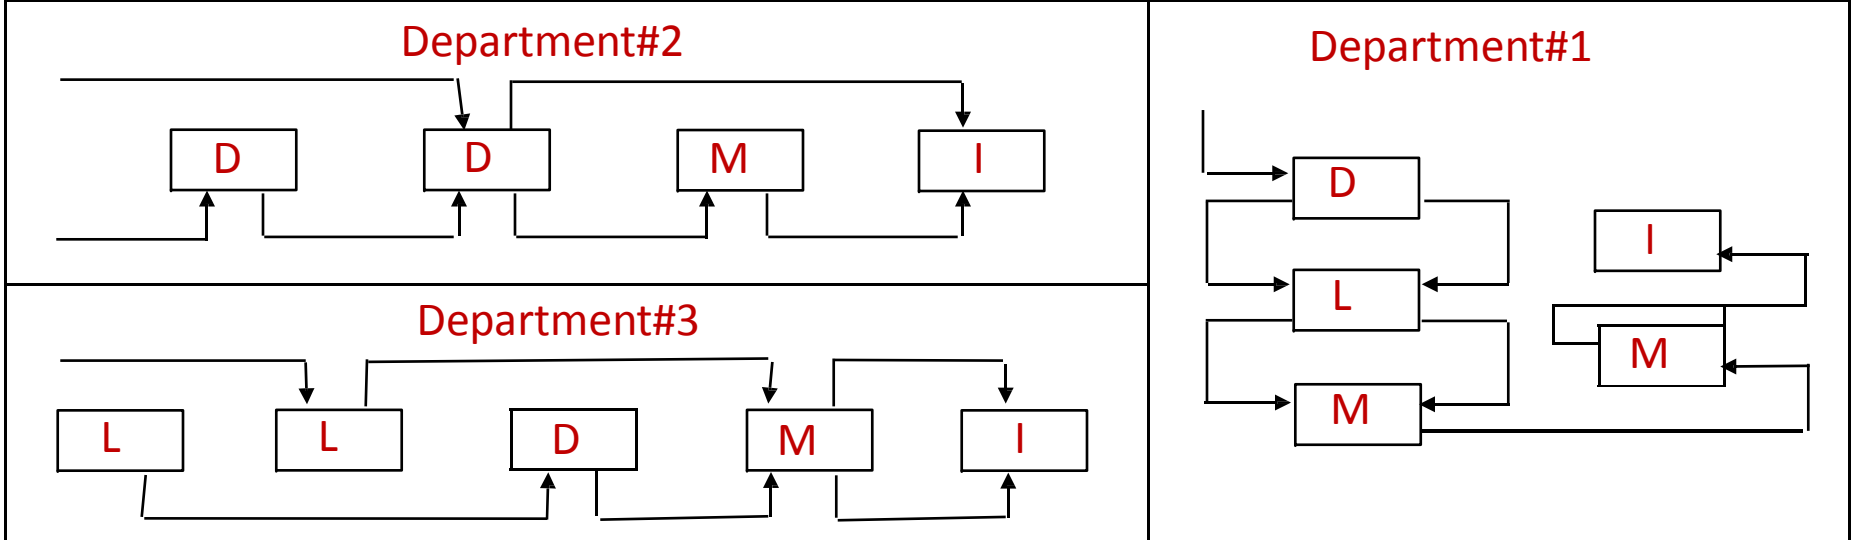 Department#2
D D M I
Department#3
L L D M I
Department#1
D
I
L
M
M